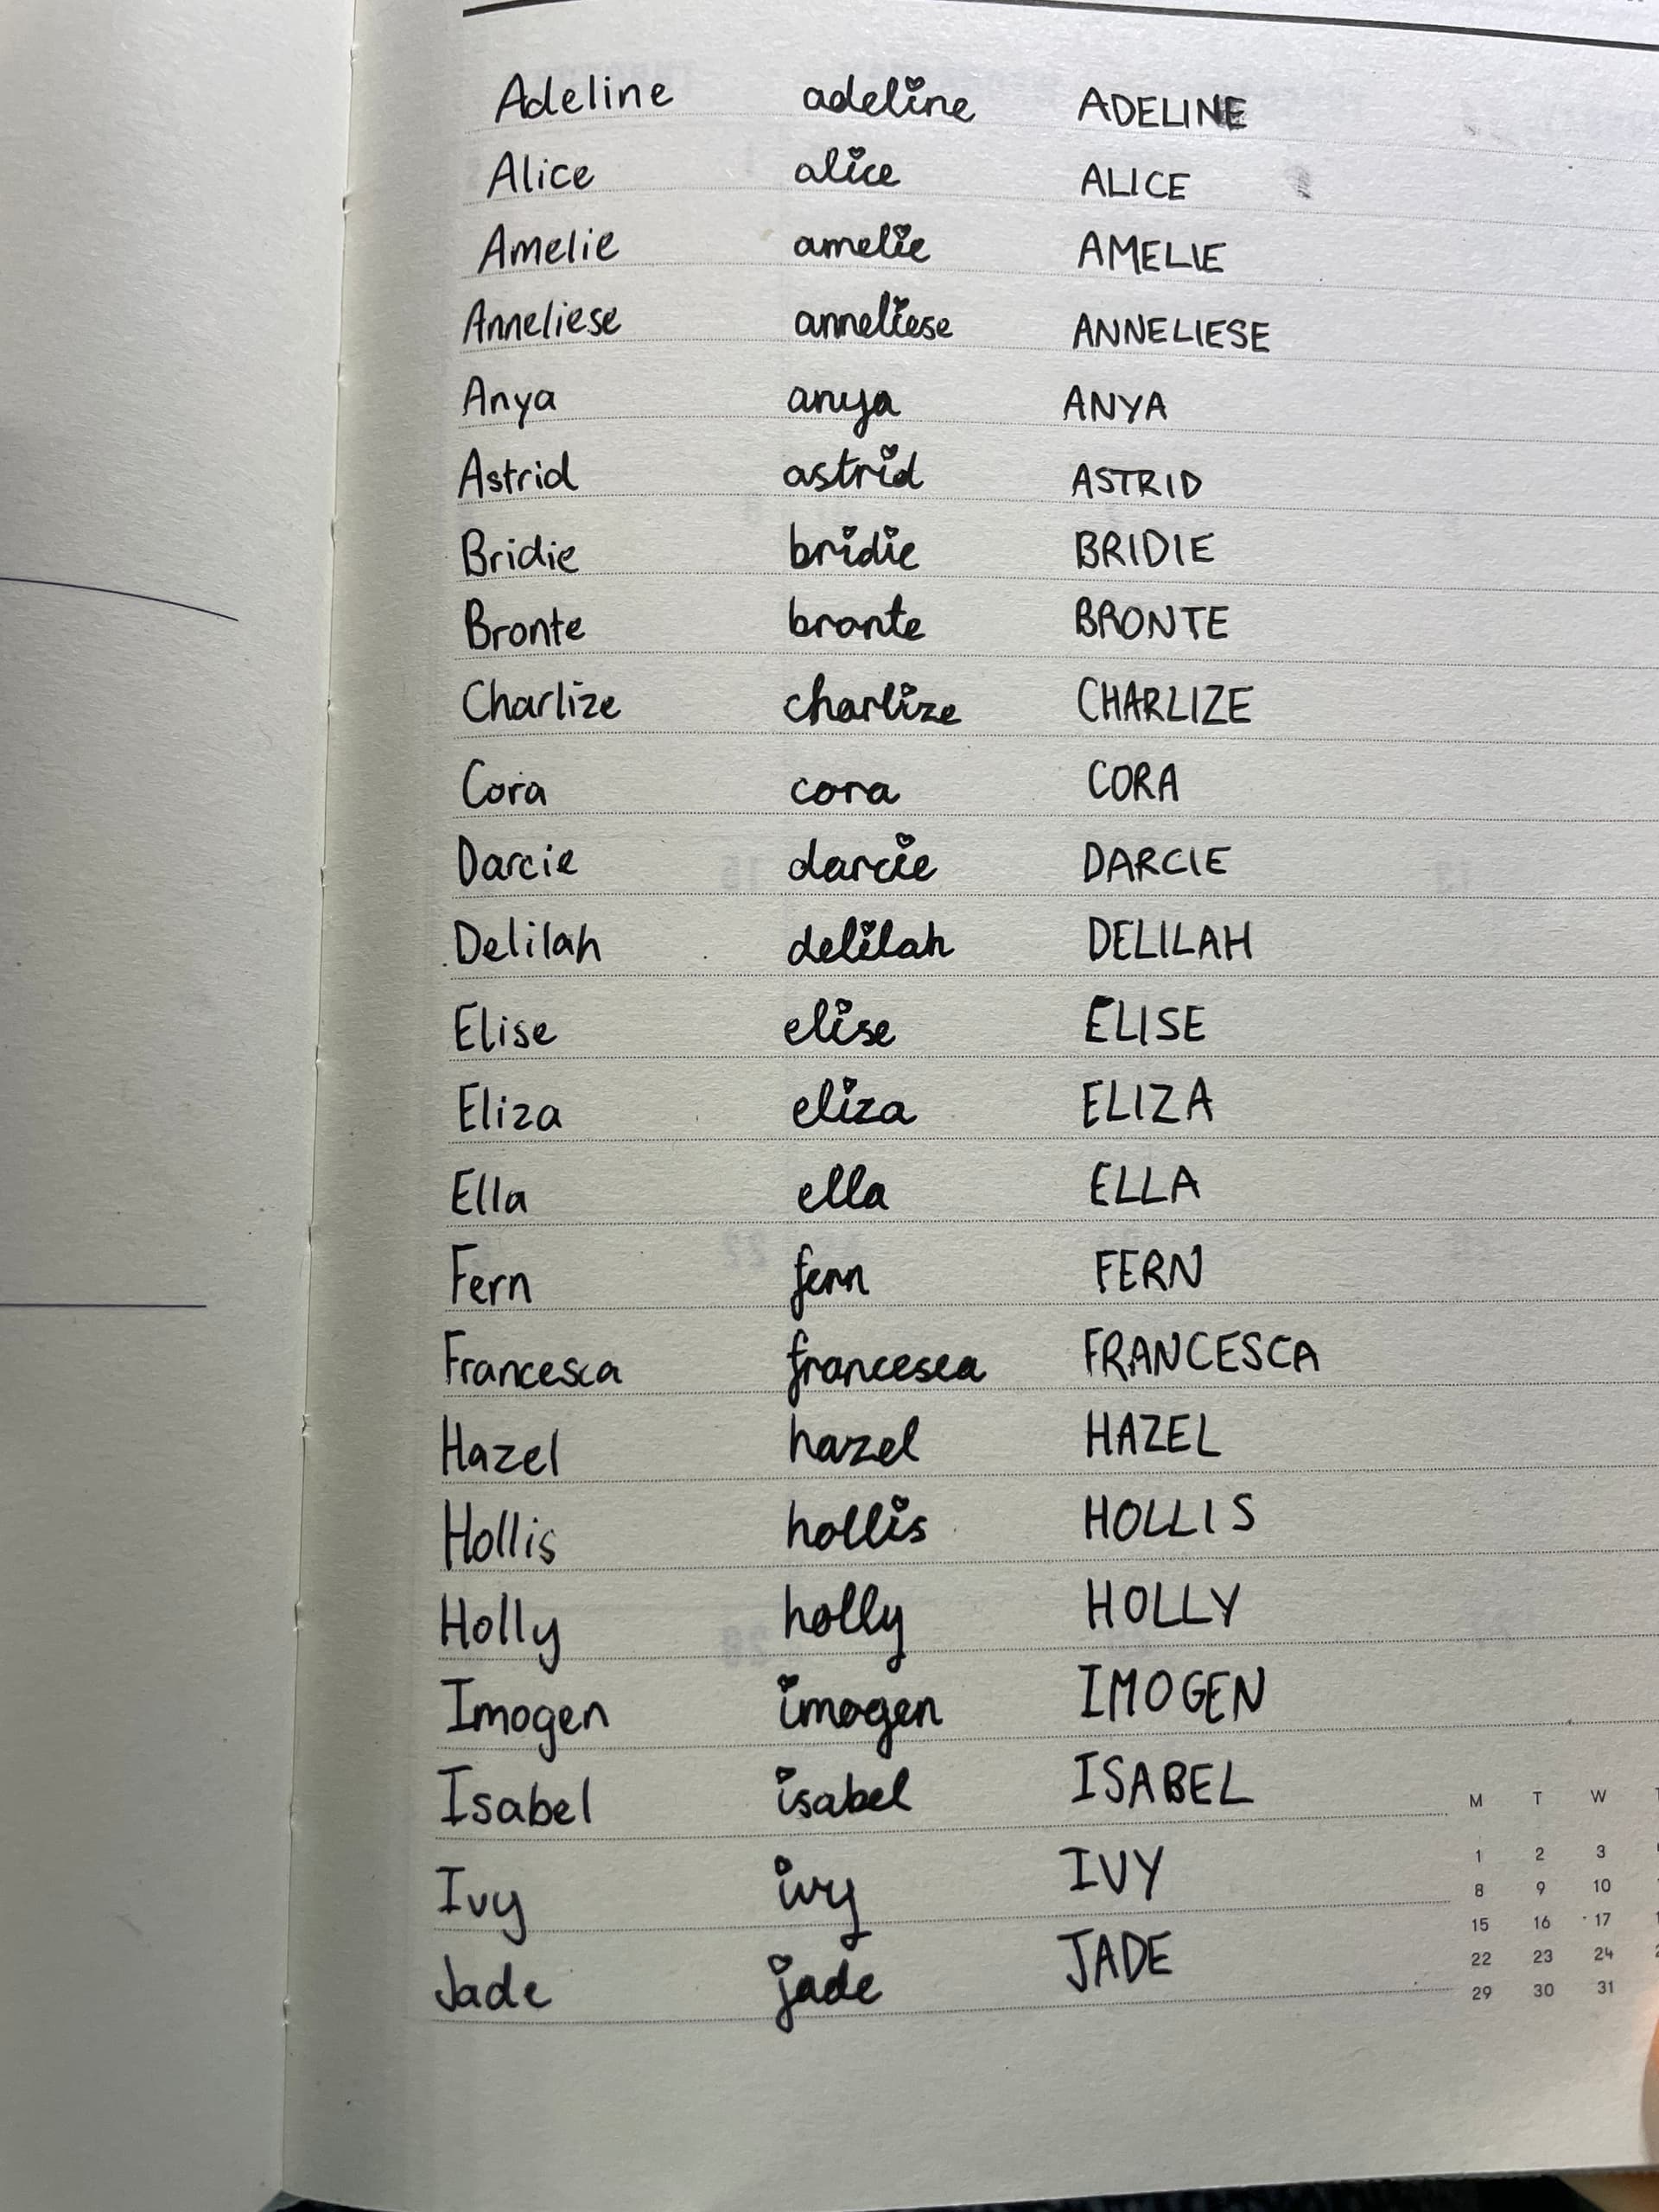 Adeline adeline ADELINE
Alice alice ALICE
Amelie amelie AMELIE
Anneliese anneliese ANNELIESE
Anya anya ANYA
Astrid astrid ASTRID
Bridie bridie BRIDIE
Bronte bronte BRONTE
Charlize charlize CHARLIZE
Cora cora CORA
Darcie darcie DARCIE
Delilah delilah DELILAH
Elise elise ELISE
Eliza eliza ELIZA
Ella ella ELLA
Fern fern FERN
Francesca francesca FRANCESCA
Hazel hazel HAZEL
Hollis hollis HOLLIS
Holly holly HOLLY
Imogen imogen IMOGEN
Isabel isabel ISABEL
Ivy ivy IVY
Jade jade JADE
M T W
1 2 3
8 9 10
15 16 17
22 23 24
29 30 31